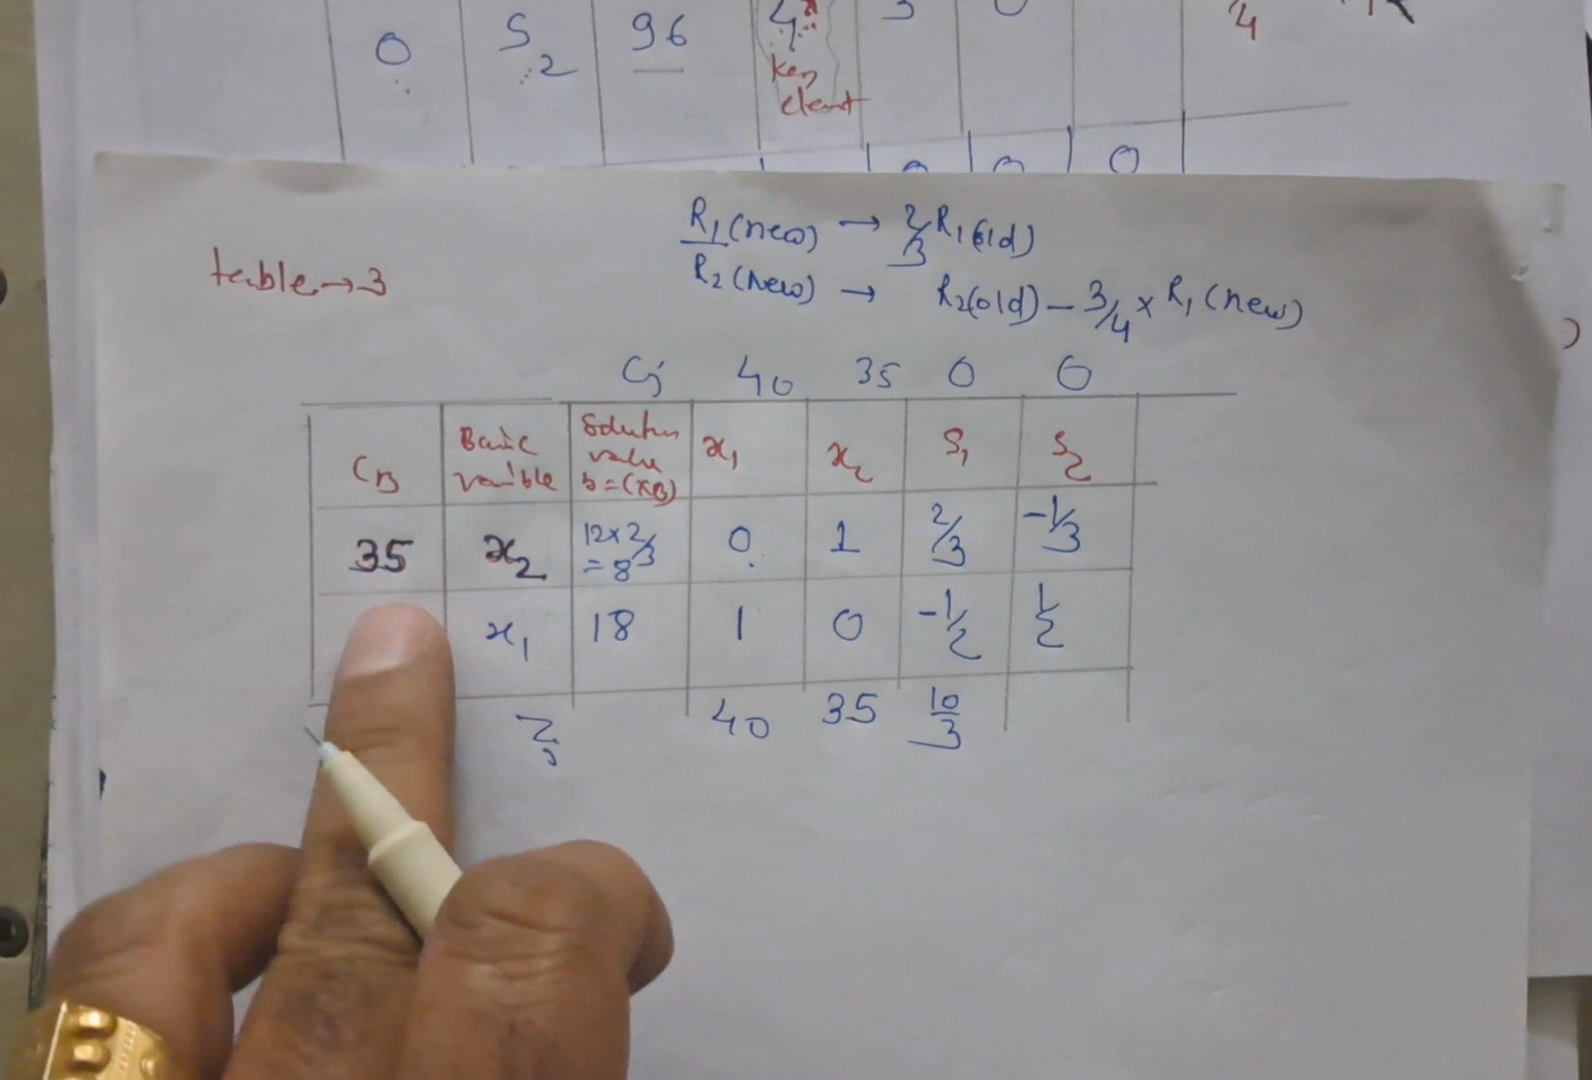 0 S2 96 3 0 4
key
element
0 0 0
R1(new) → 2/3 R1(old)
table → 3
R2(new) → R2(old) - 3/4 × R1(new)
Cj 40 35 0 0
CB Basic variable Solution value b=(xB) x1 x2 S1 S2
35 x2 12×2/3 =8 0 1 2/3 -1/3
x1 18 1 0 -1/2 1/2
Zj 40 35 10/3